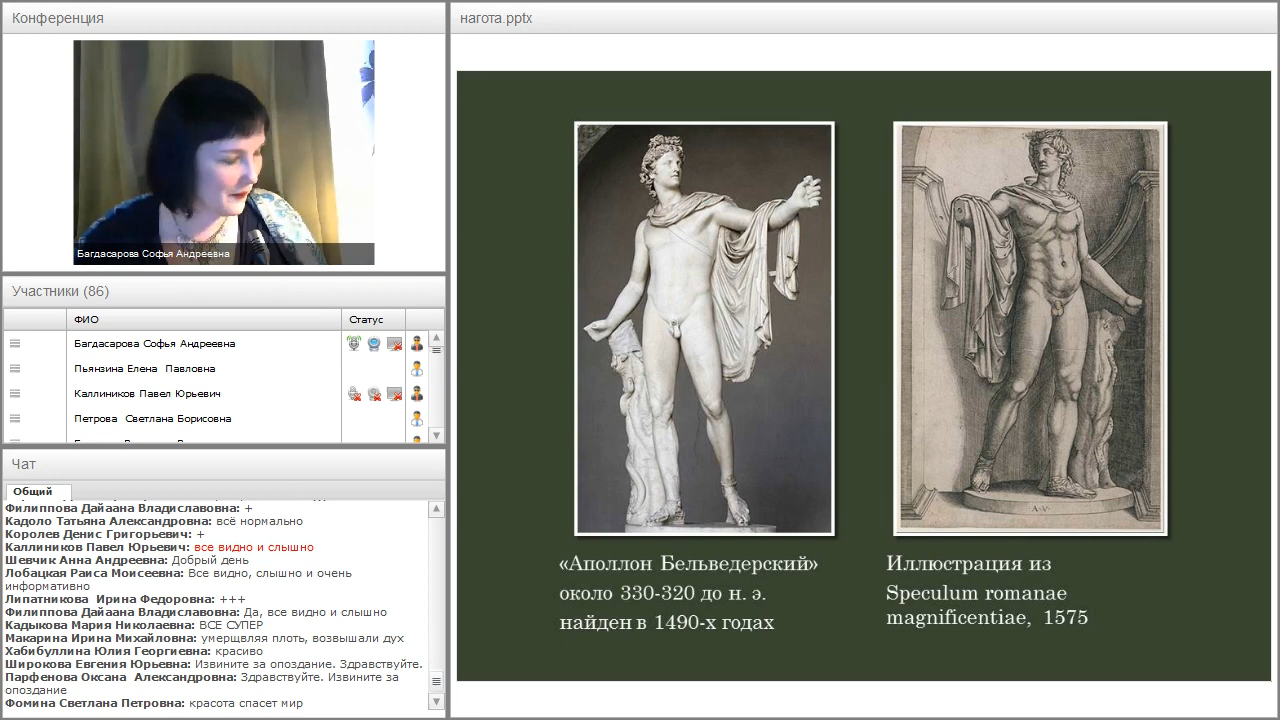 Конференция
Багдасарова Софья Андреевна
Участники (86)
ФИО Статус
Багдасарова Софья Андреевна
Пьянзина Елена Павловна
Каллиников Павел Юрьевич
Петрова Светлана Борисовна
Чат
Общий
Филиппова Дайаана Владиславовна: +
Кадоло Татьяна Александровна: всё нормально
Королев Денис Григорьевич: +
Каллиников Павел Юрьевич: все видно и слышно
Шевчик Анна Андреевна: Добрый день
Лобацкая Раиса Моисеевна: Все видно, слышно и очень
информативно
Липатникова Ирина Федоровна: +++
Филиппова Дайаана Владиславовна: Да, все видно и слышно
Кадыкова Мария Николаевна: ВСЕ СУПЕР
Макарина Ирина Михайловна: умерщвляя плоть, возвышали дух
Хабибуллина Юлия Георгиевна: красиво
Широкова Евгения Юрьевна: Извините за опоздание. Здравствуйте.
Парфенова Оксана Александровна: Здравствуйте. Извините за
опоздание
Фомина Светлана Петровна: красота спасет мир
нагота.pptx
«Аполлон Бельведерский»
около 330-320 до н. э.
найден в 1490-х годах
A·V·
Иллюстрация из
Speculum romanae
magnificentiae, 1575